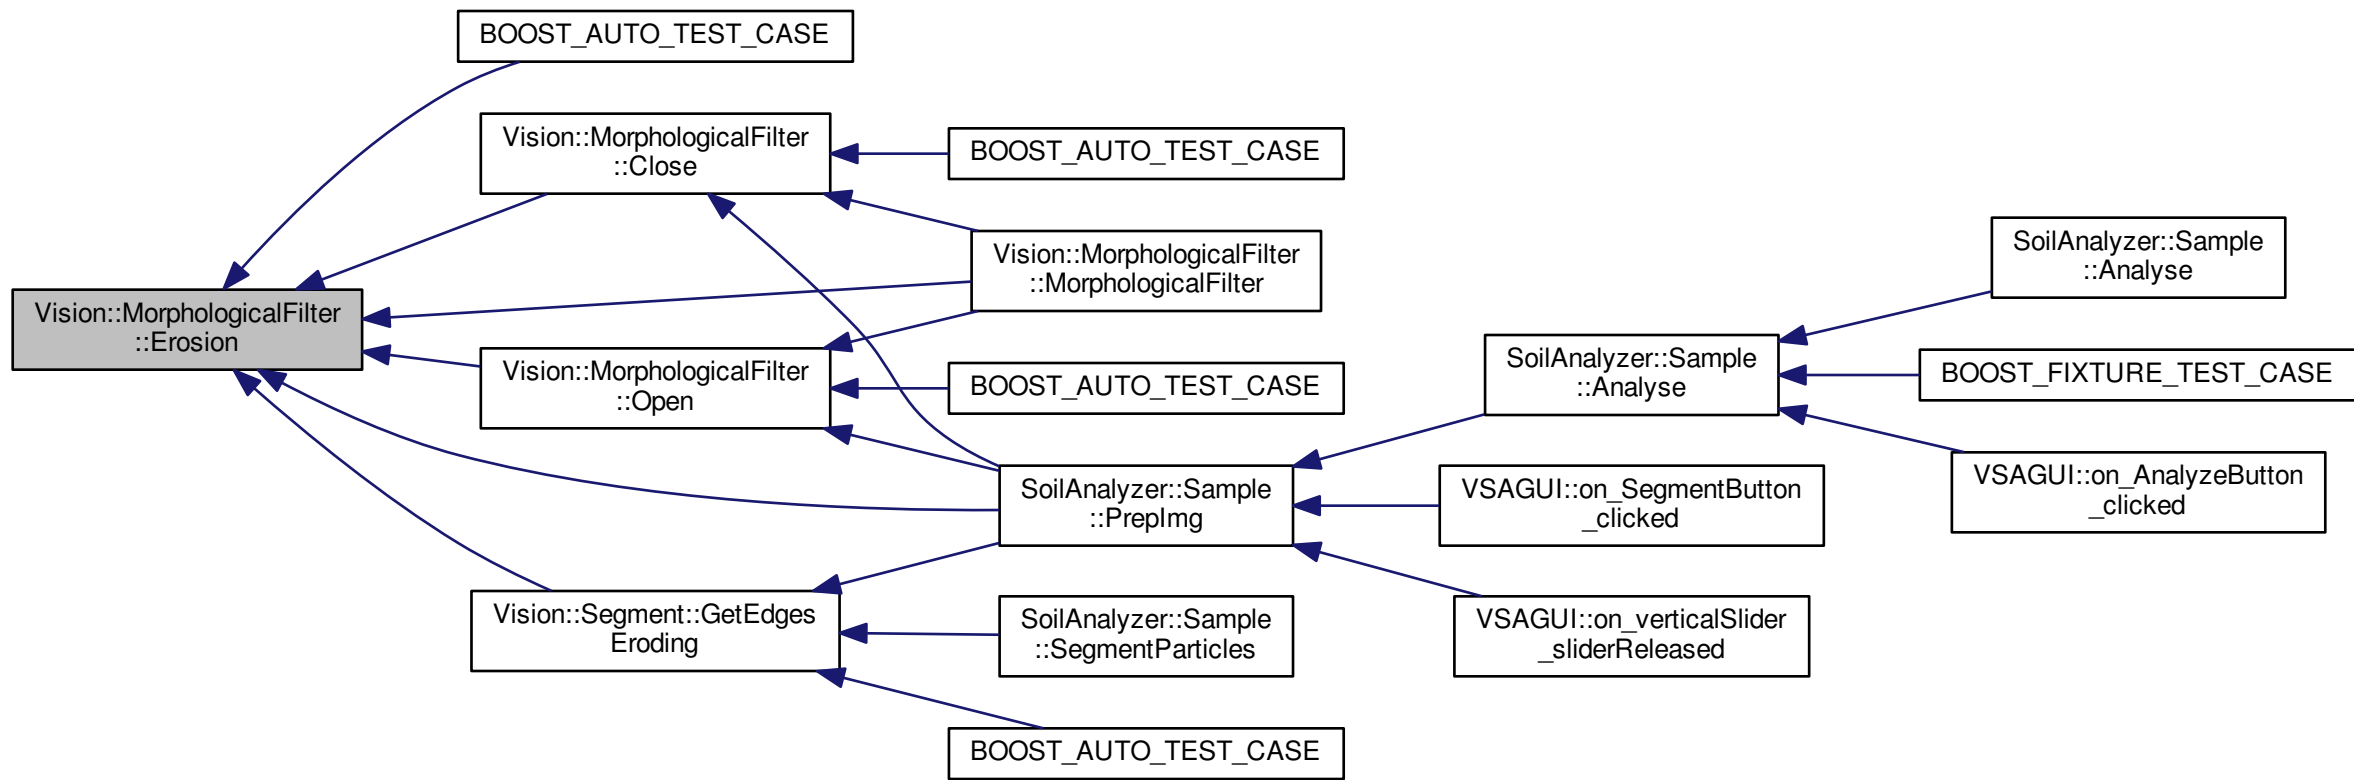 BOOST_AUTO_TEST_CASE
Vision::MorphologicalFilter
::Close
BOOST_AUTO_TEST_CASE
Vision::MorphologicalFilter
::MorphologicalFilter
SoilAnalyzer::Sample
::Analyse
Vision::MorphologicalFilter
::Erosion
Vision::MorphologicalFilter
::Open
BOOST_AUTO_TEST_CASE
SoilAnalyzer::Sample
::Analyse
BOOST_FIXTURE_TEST_CASE
SoilAnalyzer::Sample
::PrepImg
VSAGUI::on_SegmentButton
_clicked
VSAGUI::on_AnalyzeButton
_clicked
Vision::Segment::GetEdges
Eroding
SoilAnalyzer::Sample
::SegmentParticles
VSAGUI::on_verticalSlider
_sliderReleased
BOOST_AUTO_TEST_CASE